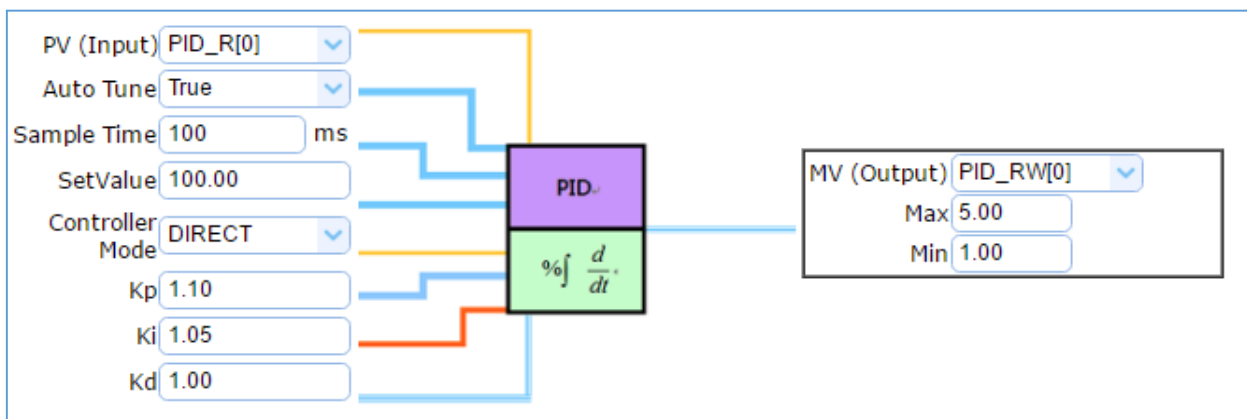 PV (Input) PID_R[0]
Auto Tune True
Sample Time 100 ms
SetValue 100.00
Controller
Mode DIRECT
Kp 1.10
Ki 1.05
Kd 1.00
PID
%∫ d/dt
MV (Output) PID_RW[0]
Max 5.00
Min 1.00